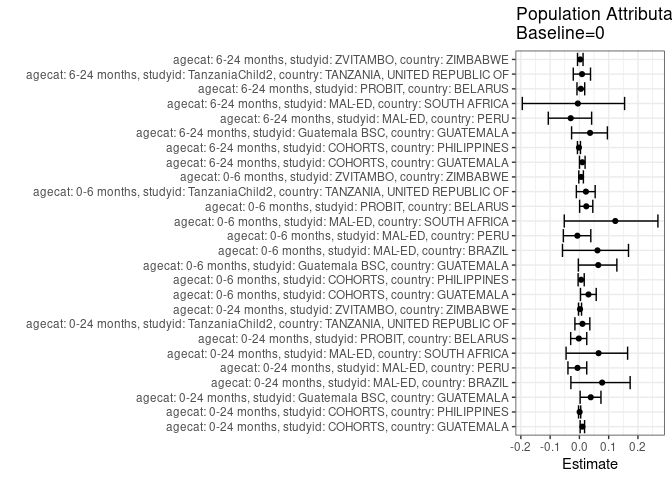 Population Attributa
Baseline=0
agecat: 6-24 months, studyid: ZVITAMBO, country: ZIMBABWE
agecat: 6-24 months, studyid: TanzaniaChild2, country: TANZANIA, UNITED REPUBLIC OF
agecat: 6-24 months, studyid: PROBIT, country: BELARUS
agecat: 6-24 months, studyid: MAL-ED, country: SOUTH AFRICA
agecat: 6-24 months, studyid: MAL-ED, country: PERU
agecat: 6-24 months, studyid: Guatemala BSC, country: GUATEMALA
agecat: 6-24 months, studyid: COHORTS, country: PHILIPPINES
agecat: 6-24 months, studyid: COHORTS, country: GUATEMALA
agecat: 0-6 months, studyid: ZVITAMBO, country: ZIMBABWE
agecat: 0-6 months, studyid: TanzaniaChild2, country: TANZANIA, UNITED REPUBLIC OF
agecat: 0-6 months, studyid: PROBIT, country: BELARUS
agecat: 0-6 months, studyid: MAL-ED, country: SOUTH AFRICA
agecat: 0-6 months, studyid: MAL-ED, country: PERU
agecat: 0-6 months, studyid: MAL-ED, country: BRAZIL
agecat: 0-6 months, studyid: Guatemala BSC, country: GUATEMALA
agecat: 0-6 months, studyid: COHORTS, country: PHILIPPINES
agecat: 0-6 months, studyid: COHORTS, country: GUATEMALA
agecat: 0-24 months, studyid: ZVITAMBO, country: ZIMBABWE
agecat: 0-24 months, studyid: TanzaniaChild2, country: TANZANIA, UNITED REPUBLIC OF
agecat: 0-24 months, studyid: PROBIT, country: BELARUS
agecat: 0-24 months, studyid: MAL-ED, country: SOUTH AFRICA
agecat: 0-24 months, studyid: MAL-ED, country: PERU
agecat: 0-24 months, studyid: MAL-ED, country: BRAZIL
agecat: 0-24 months, studyid: Guatemala BSC, country: GUATEMALA
agecat: 0-24 months, studyid: COHORTS, country: PHILIPPINES
agecat: 0-24 months, studyid: COHORTS, country: GUATEMALA
-0.2 -0.1 0.0 0.1 0.2
Estimate